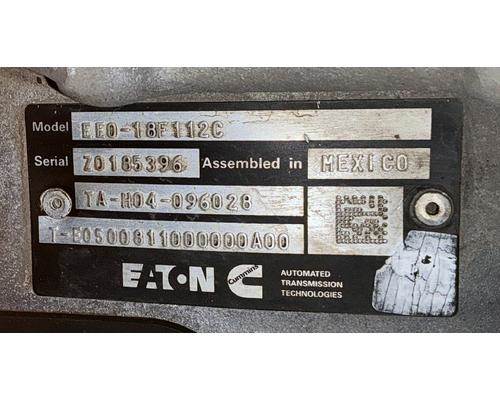 Model EEO-18F112C
Serial Z0185396 Assembled in MEXICO
TA-M04-096028
T-E0500811000000A00
EATON Cummins AUTOMATED
TRANSMISSION
TECHNOLOGIES